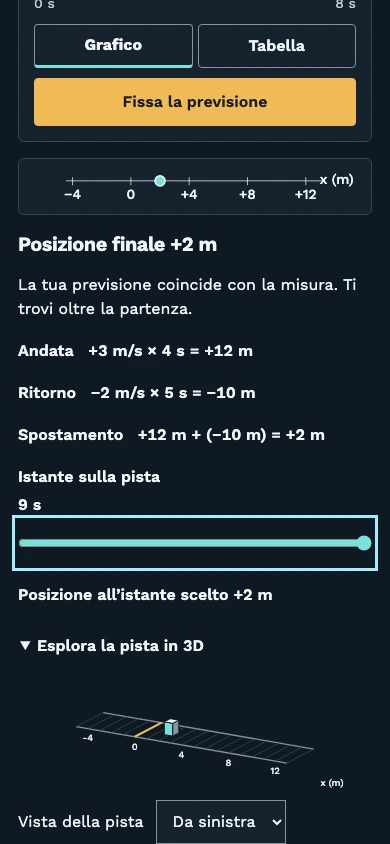 0 s 8 s
Grafico Tabella
Fissa la previsione
x (m)
−4 0 +4 +8 +12
Posizione finale +2 m
La tua previsione coincide con la misura. Ti
trovi oltre la partenza.
Andata +3 m/s × 4 s = +12 m
Ritorno −2 m/s × 5 s = −10 m
Spostamento +12 m + (−10 m) = +2 m
Istante sulla pista
9 s
Posizione all’istante scelto +2 m
▼ Esplora la pista in 3D
−4
0
4
8
12
x (m)
Vista della pista Da sinistra